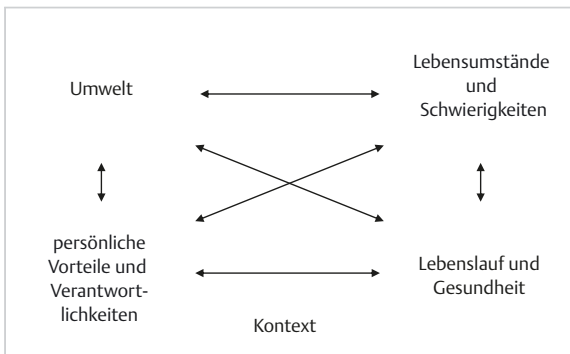 Umwelt
Lebensumstände
und
Schwierigkeiten
persönliche
Vorteile und
Verantwort-
lichkeiten
Lebenslauf und
Gesundheit
Kontext